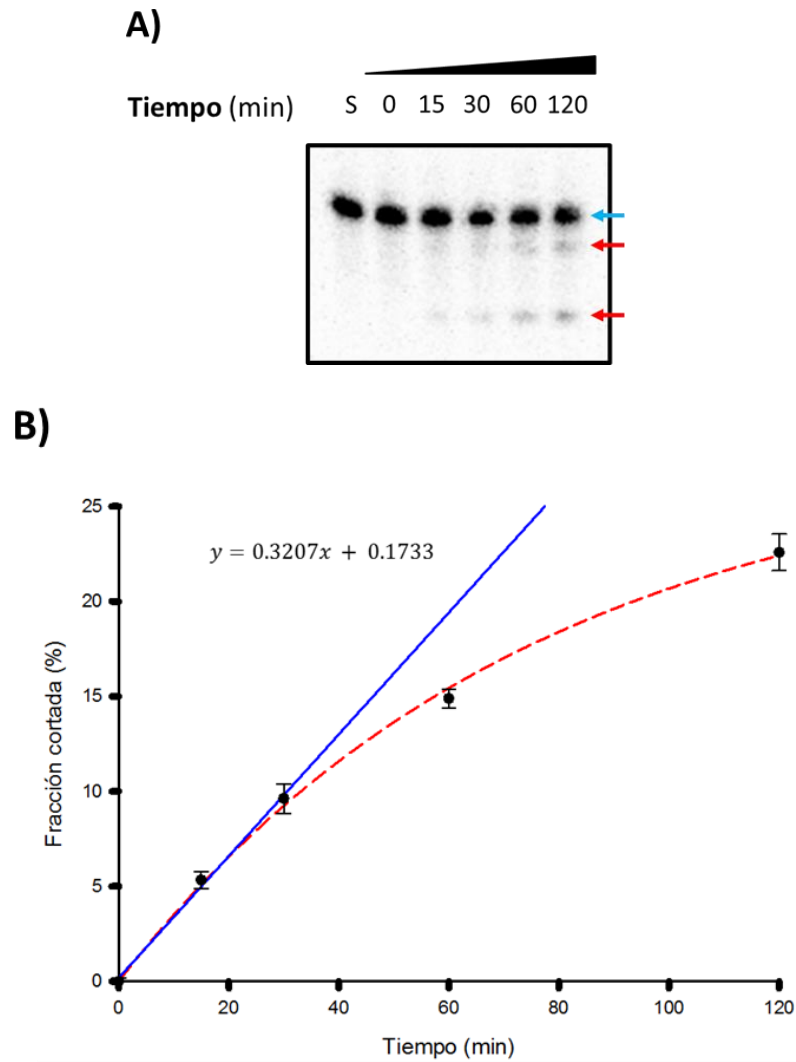 A)
Tiempo (min) S 0 15 30 60 120
B)
25
20
15
10
5
0
y = 0.3207x + 0.1733
Fracción cortada (%)
0 20 40 60 80 100 120
Tiempo (min)